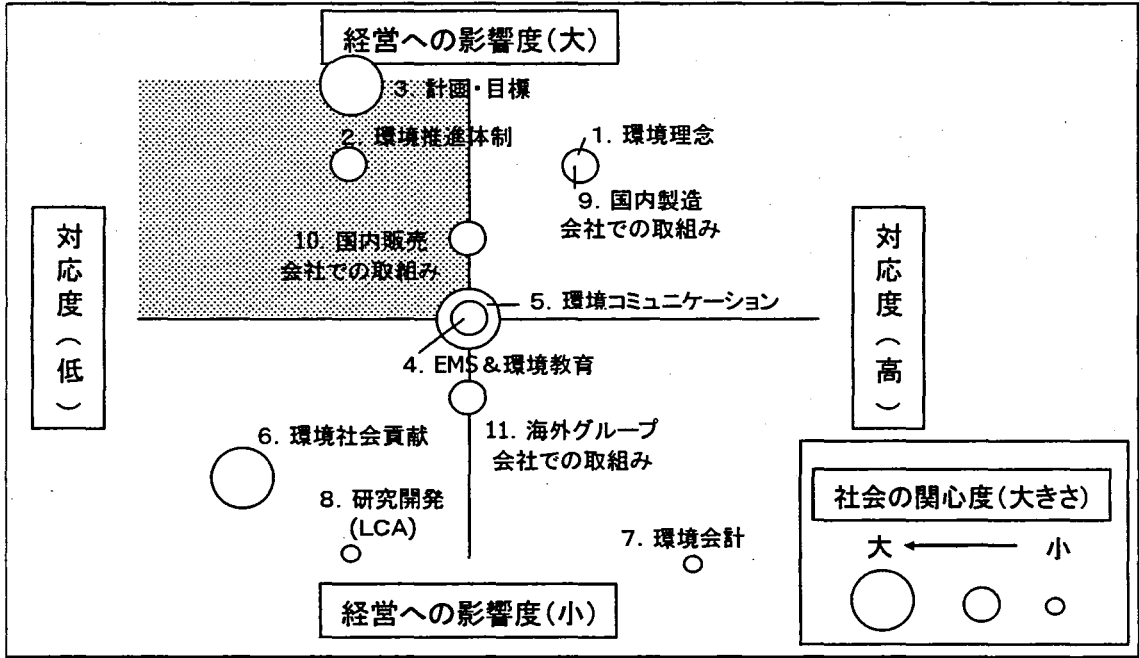 経営への影響度(大)
3. 計画・目標
2. 環境推進体制
1. 環境理念
9. 国内製造
会社での取組み
対応度(低)
対応度(高)
10. 国内販売
会社での取組み
5. 環境コミュニケーション
4. EMS&環境教育
6. 環境社会貢献
11. 海外グループ
会社での取組み
8. 研究開発
(LCA)
7. 環境会計
経営への影響度(小)
社会の関心度(大きさ)
大 小